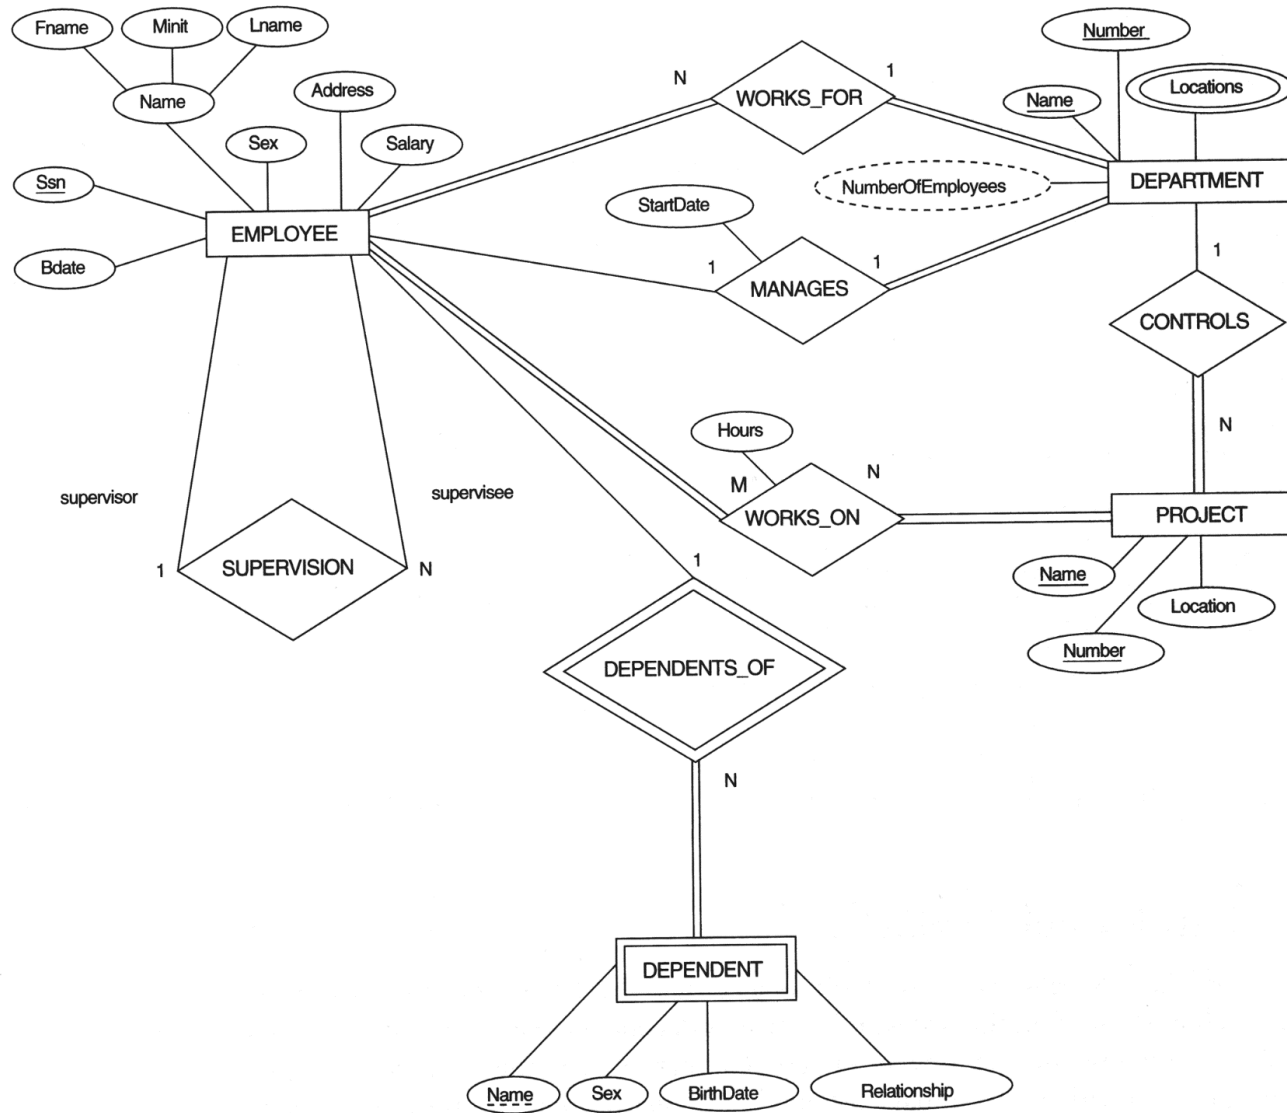 Fname
Minit
Lname
Number
Name
Address
Locations
N
1
WORKS_FOR
Name
Sex
Salary
Ssn
NumberOfEmployees
DEPARTMENT
StartDate
EMPLOYEE
Bdate
1
1
MANAGES
1
CONTROLS
Hours
N
M
N
supervisor
supervisee
WORKS_ON
PROJECT
1
SUPERVISION
N
1
Name
Location
Number
DEPENDENTS_OF
N
DEPENDENT
Name
Sex
BirthDate
Relationship